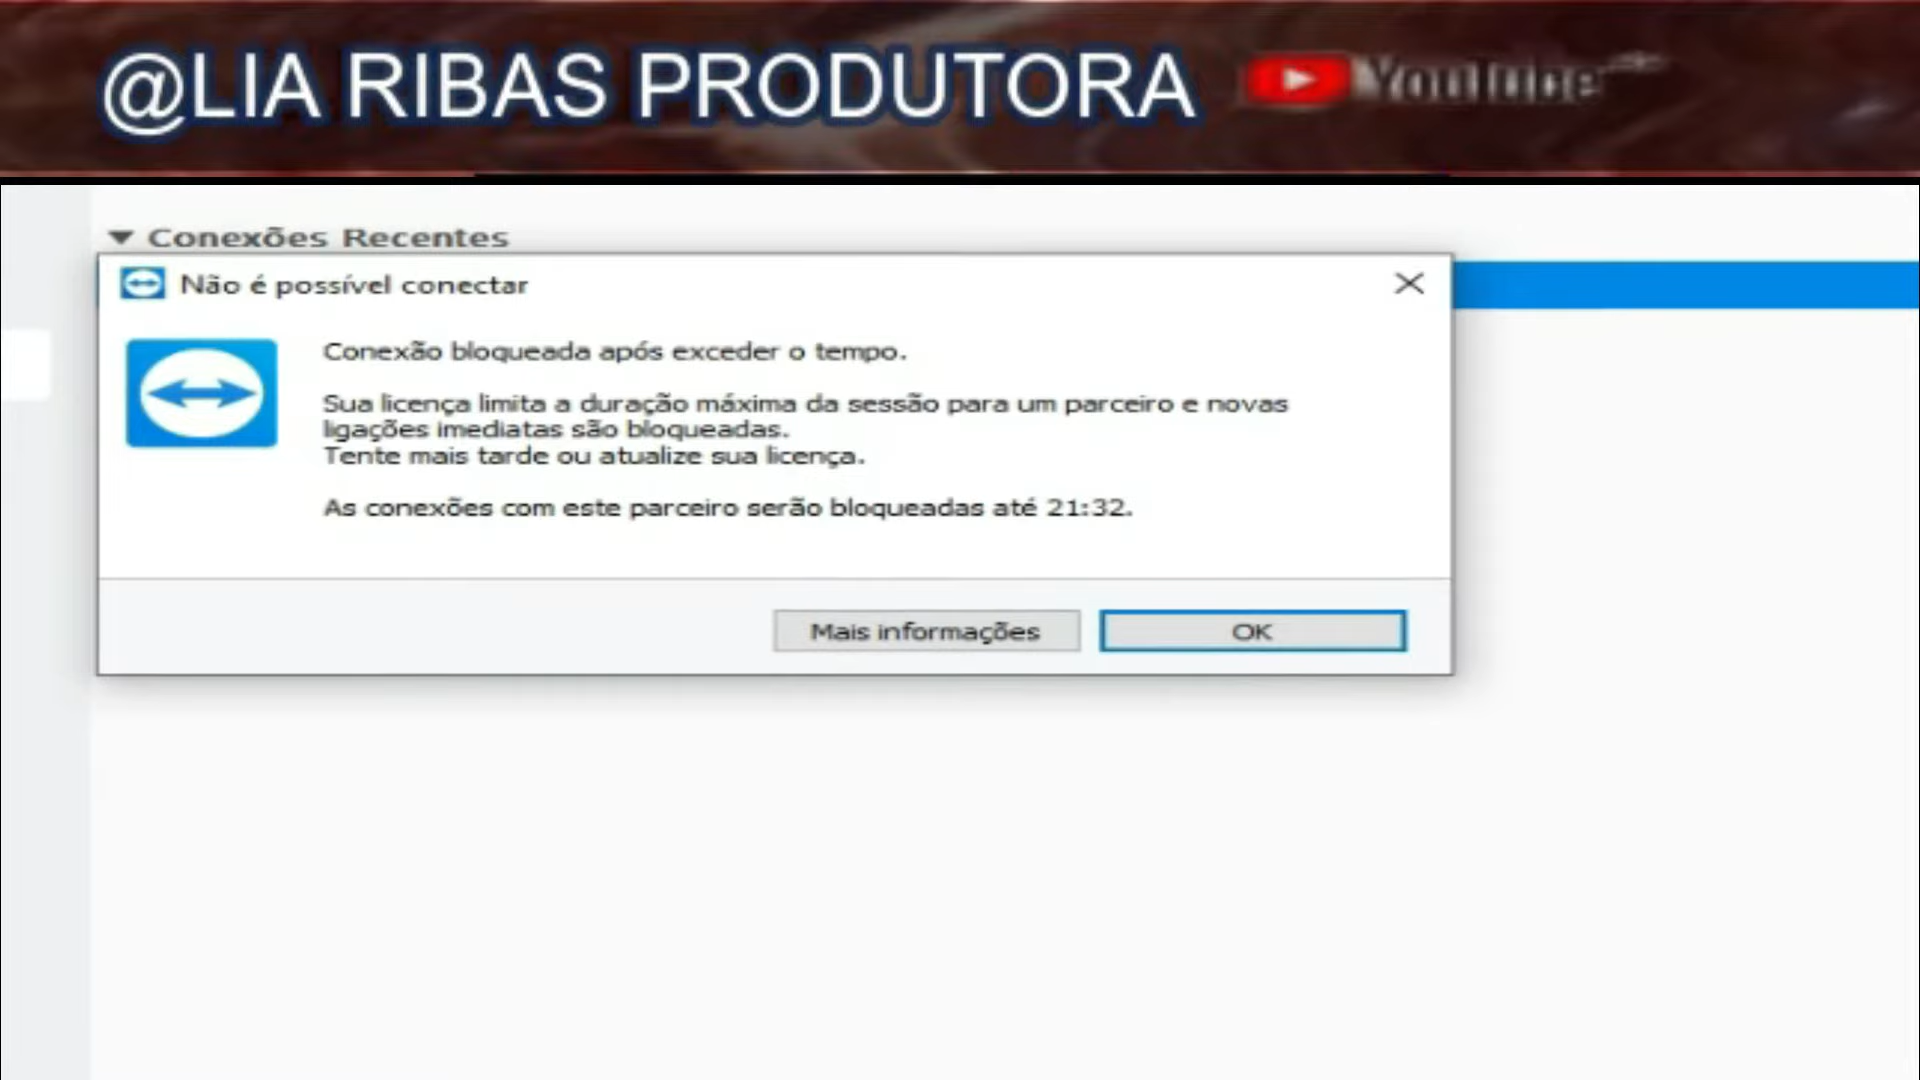 @LIA RIBAS PRODUTORA YouTube
Conexões Recentes
Não é possível conectar
Conexão bloqueada após exceder o tempo.
Sua licença limita a duração máxima da sessão para um parceiro e novas
ligações imediatas são bloqueadas.
Tente mais tarde ou atualize sua licença.
As conexões com este parceiro serão bloqueadas até 21:32.
Mais informações OK